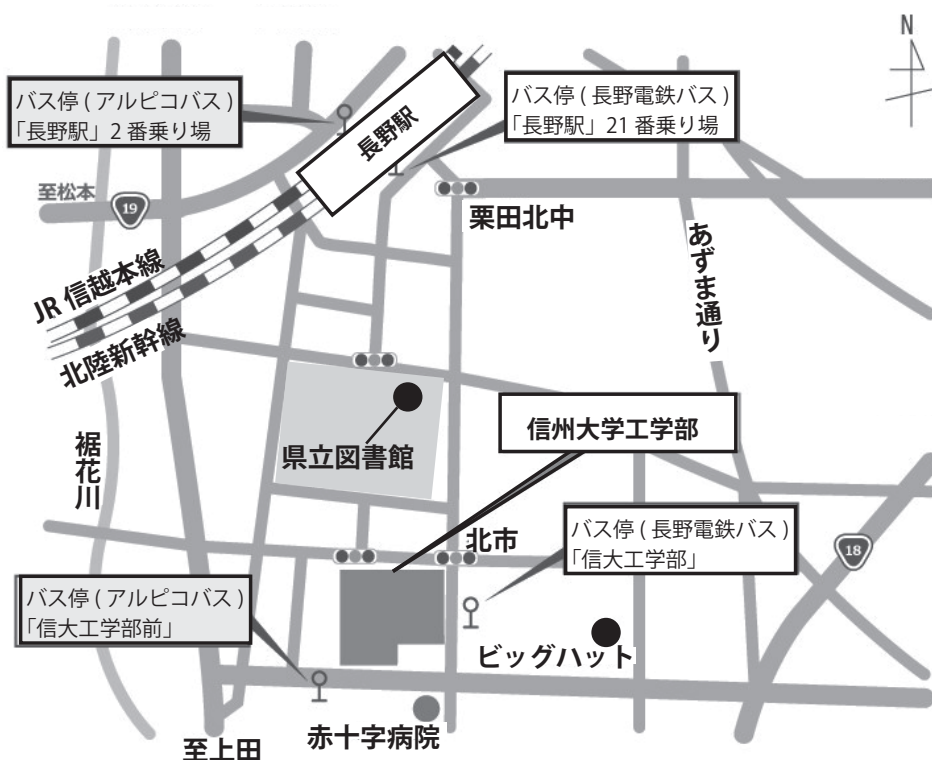 N
バス停 ( アルピコバス )
「長野駅」2 番乗り場
長野駅
バス停 ( 長野電鉄バス )
「長野駅」21 番乗り場
至松本
19
栗田北中
あずま通り
JR 信越本線
北陸新幹線
裾花川
県立図書館
信州大学工学部
北市
バス停 ( 長野電鉄バス )
「信大工学部」
18
バス停 ( アルピコバス )
「信大工学部前」
ビッグハット
赤十字病院
至上田